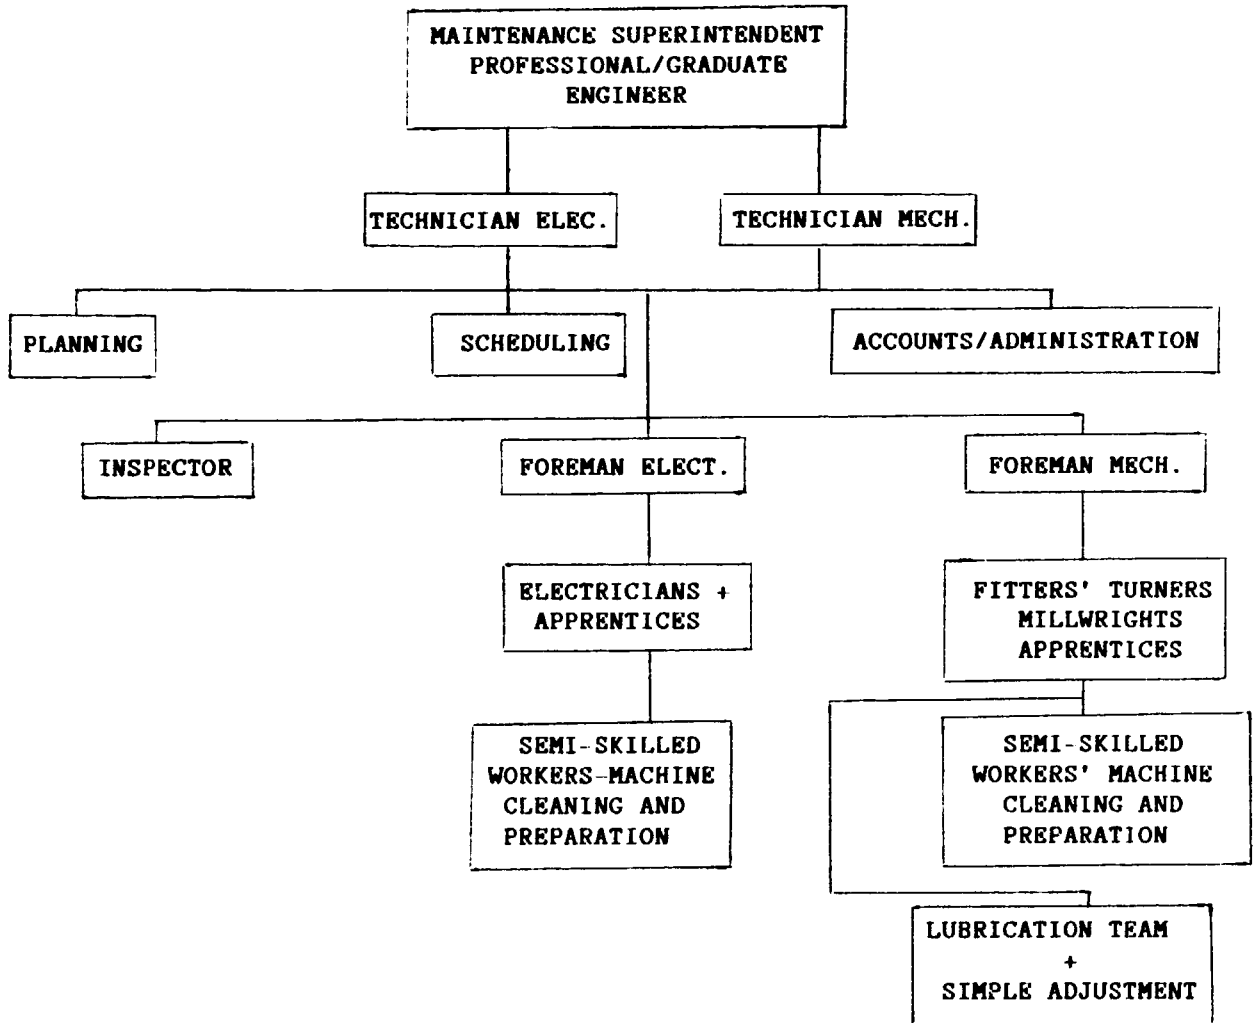 MAINTENANCE SUPERINTENDENT
PROFESSIONAL/GRADUATE
ENGINEER
TECHNICIAN ELEC.
TECHNICIAN MECH.
PLANNING
SCHEDULING
ACCOUNTS/ADMINISTRATION
INSPECTOR
FOREMAN ELECT.
FOREMAN MECH.
ELECTRICIANS +
APPRENTICES
FITTERS' TURNERS
MILLWRIGHTS
APPRENTICES
SEMI-SKILLED
WORKERS-MACHINE
CLEANING AND
PREPARATION
SEMI-SKILLED
WORKERS' MACHINE
CLEANING AND
PREPARATION
LUBRICATION TEAM
+
SIMPLE ADJUSTMENT